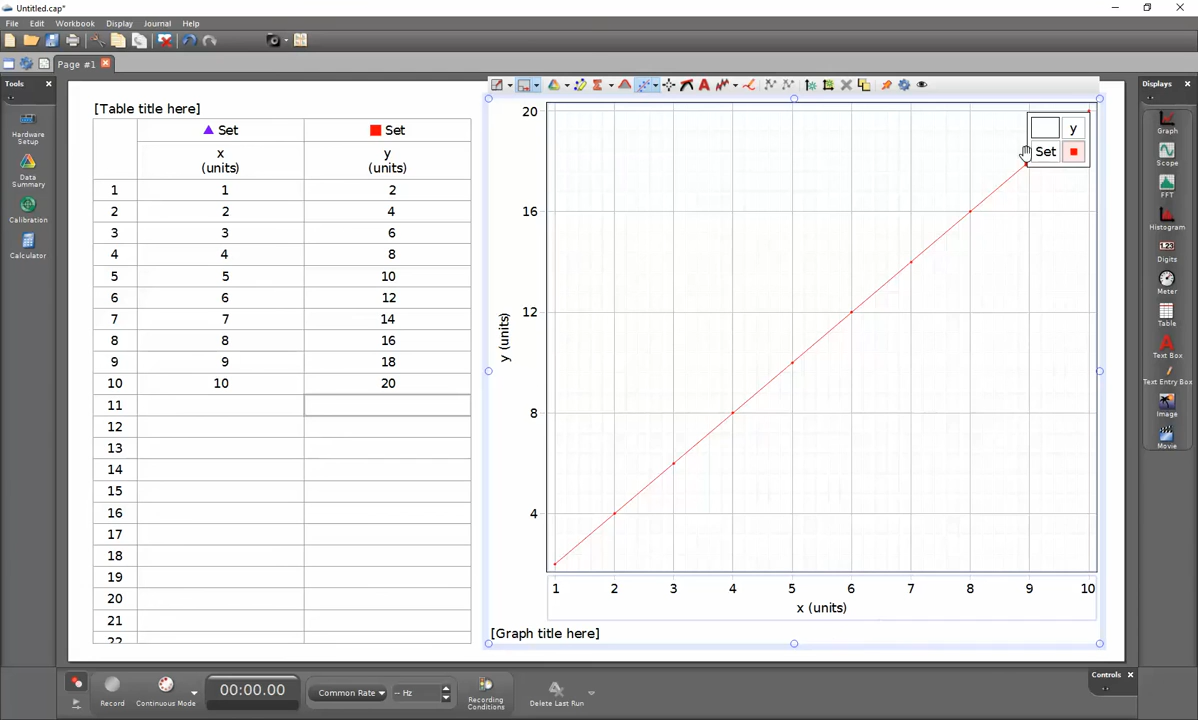 Untitled.cap*
File Edit Workbook Display Journal Help
Page #1
Tools
Hardware Setup
Data Summary
Calibration
Calculator
[Table title here]
Set Set
x y
(units) (units)
1 1 2
2 2 4
3 3 6
4 4 8
5 5 10
6 6 12
7 7 14
8 8 16
9 9 18
10 10 20
11
12
13
14
15
16
17
18
19
20
21
22
20
16
12
8
4
y (units)
y
Set
1 2 3 4 5 6 7 8 9 10
x (units)
[Graph title here]
Displays
Graph
Scope
FFT
Histogram
1.23
Digits
Meter
Table
Text Box
Text Entry Box
Image
Movie
Record
Continuous Mode
00:00.00
Common Rate
-- Hz
Recording Conditions
Delete Last Run
Controls